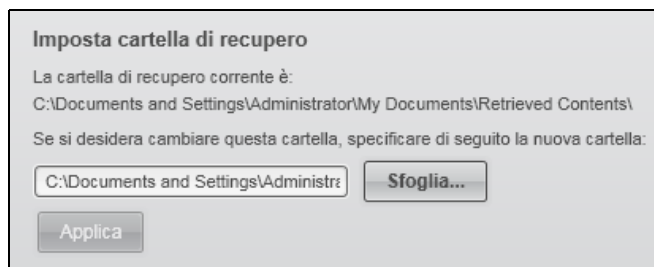 Imposta cartella di recupero
La cartella di recupero corrente è:
C:\Documents and Settings\Administrator\My Documents\Retrieved Contents\
Se si desidera cambiare questa cartella, specificare di seguito la nuova cartella:
C:\Documents and Settings\Administra Sfoglia...
Applica